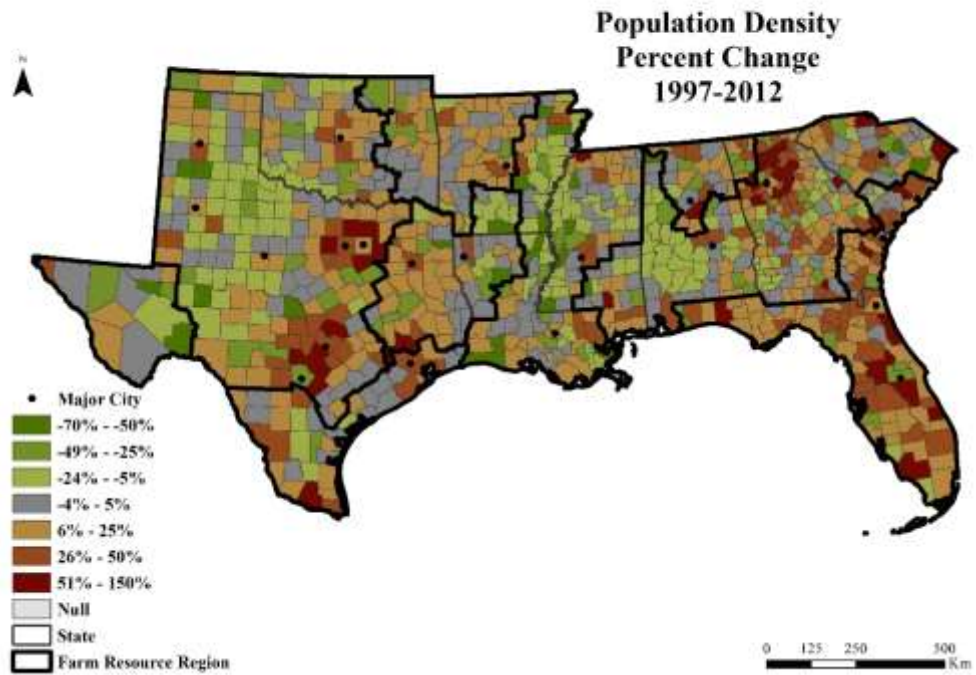 Population Density
Percent Change
1997-2012
N
Major City
-70% - -50%
-49% - -25%
-24% - -5%
-4% - 5%
6% - 25%
26% - 50%
51% - 150%
Null
State
Farm Resource Region
0 125 250 500
Km